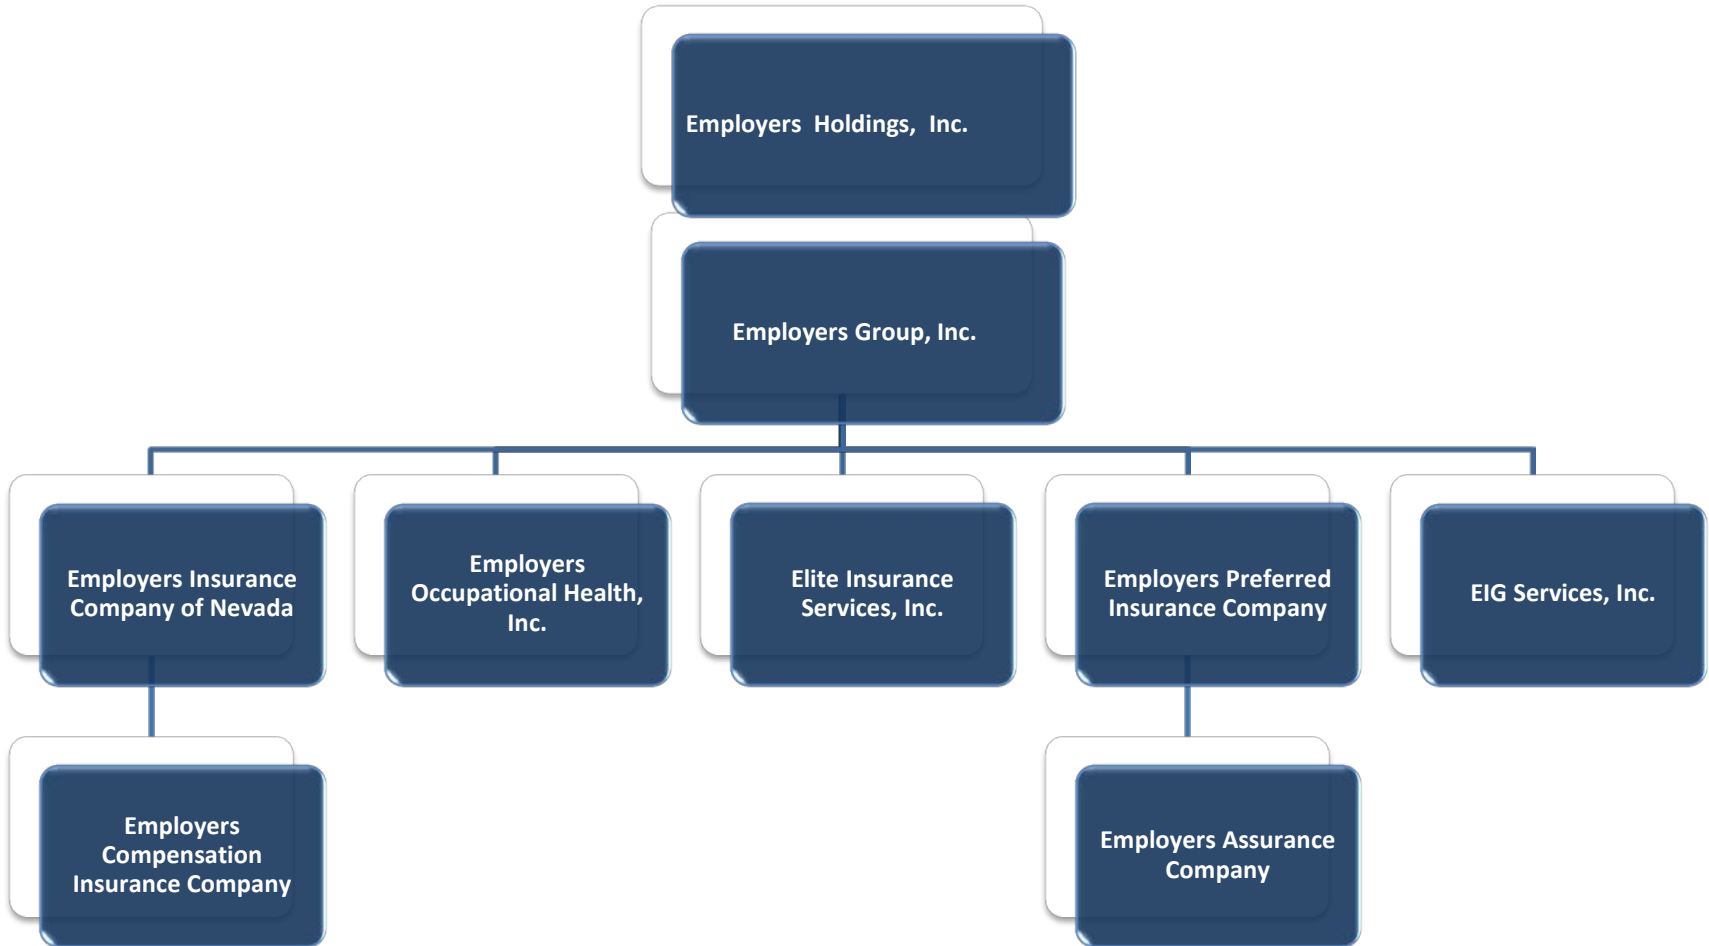 Employers Holdings, Inc.
Employers Group, Inc.
Employers Insurance
Company of Nevada
Employers
Occupational Health,
Inc.
Elite Insurance
Services, Inc.
Employers Preferred
Insurance Company
EIG Services, Inc.
Employers
Compensation
Insurance Company
Employers Assurance
Company